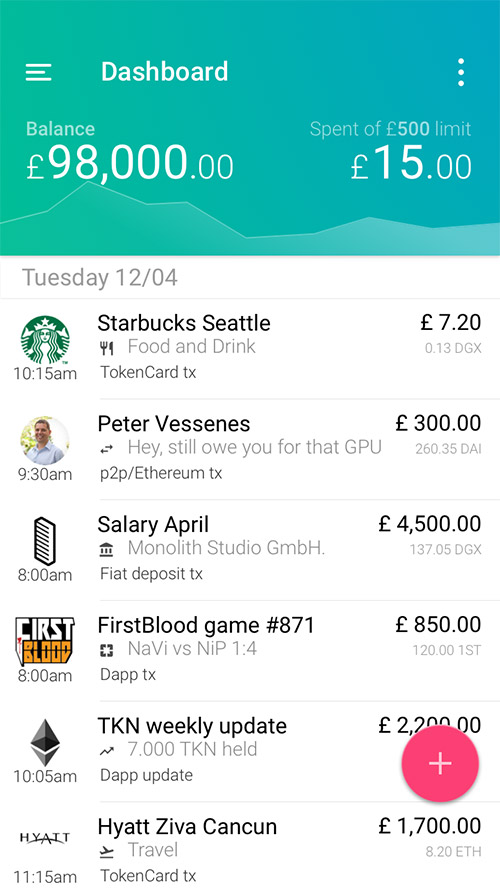 Dashboard
Balance
Spent of £500 limit
£98,000.00
£15.00
Tuesday 12/04
Starbucks Seattle
£ 7.20
Food and Drink
0.13 DGX
10:15am
TokenCard tx
Peter Vessenes
£ 300.00
Hey, still owe you for that GPU
260.35 DAI
9:30am
p2p/Ethereum tx
Salary April
£ 4,500.00
Monolith Studio GmbH.
137.05 DGX
8:00am
Fiat deposit tx
FIRST
BLOOD
FirstBlood game #871
£ 850.00
NaVi vs NiP 1:4
120.00 1ST
8:00am
Dapp tx
TKN weekly update
£ 2,200.00
7.000 TKN held
10:05am
Dapp update
HYATT
Hyatt Ziva Cancun
£ 1,700.00
Travel
8.20 ETH
11:15am
TokenCard tx